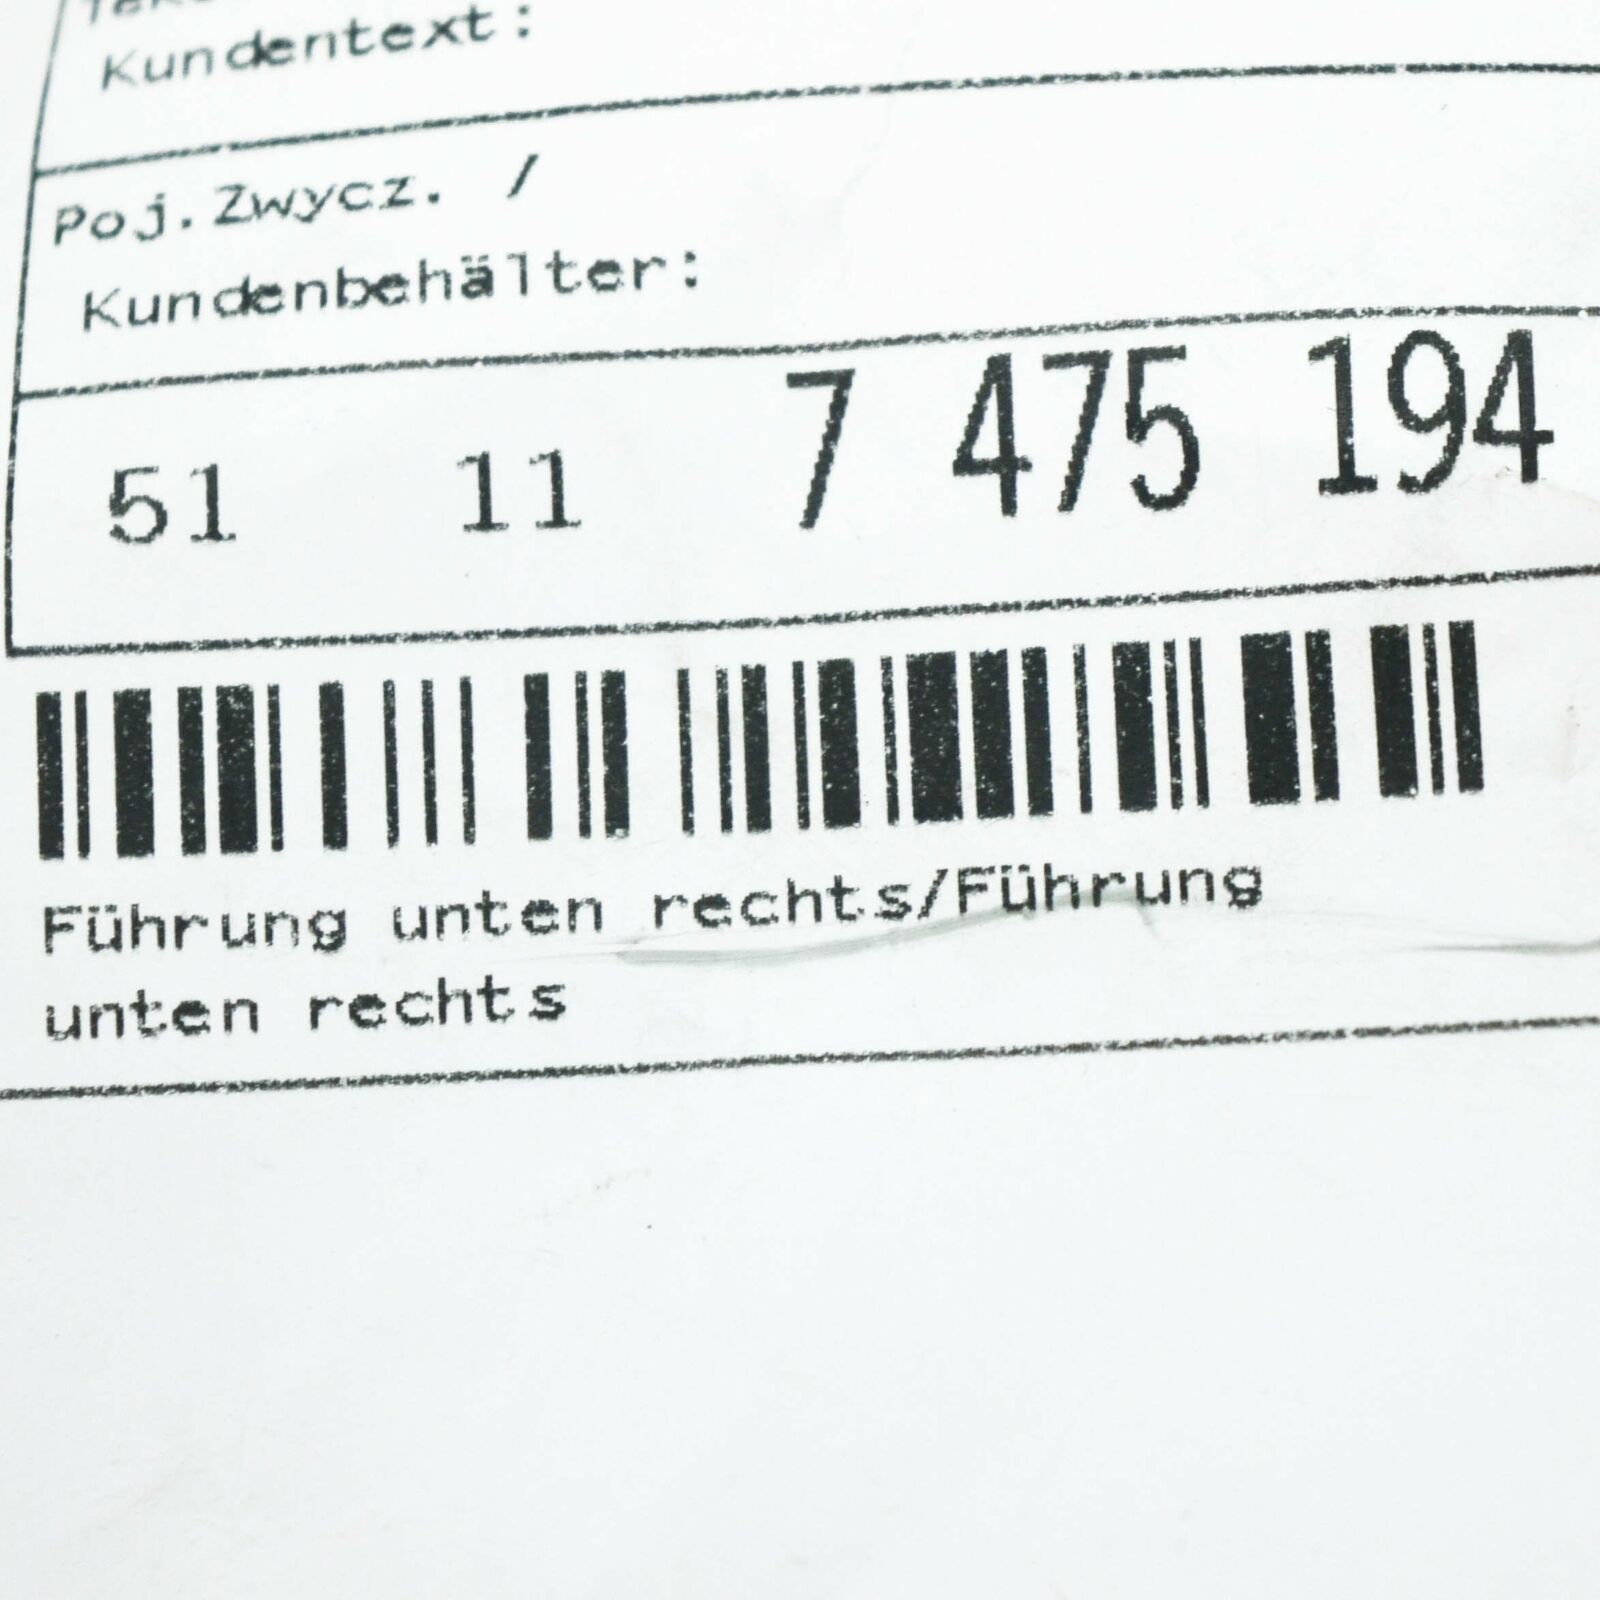 Kundentext:
Poj.Zwycz. /
Kundenbehälter:
51 11 7 475 194
Führung unten rechts/Führung
unten rechts